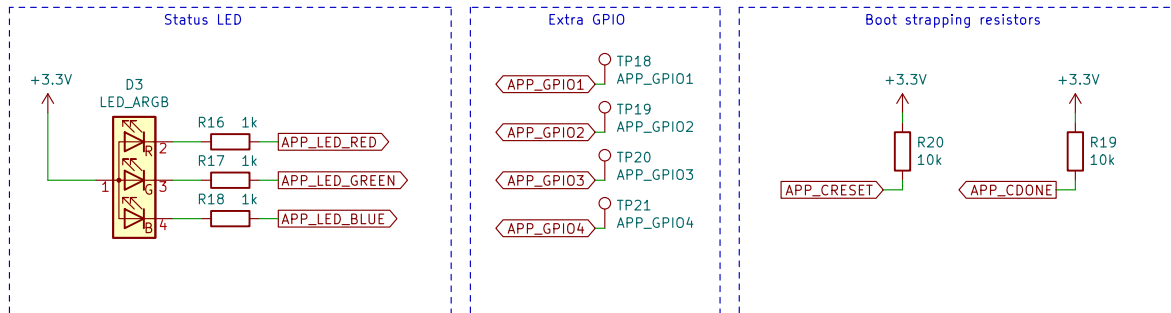 Status LED
+3.3V
D3
LED_ARGB
R16 1k
R 2
APP_LED_RED
R17 1k
1
G 3
APP_LED_GREEN
R18 1k
B 4
APP_LED_BLUE
Extra GPIO
TP18
APP_GPIO1
APP_GPIO1
TP19
APP_GPIO2
APP_GPIO2
TP20
APP_GPIO3
APP_GPIO3
TP21
APP_GPIO4
APP_GPIO4
Boot strapping resistors
+3.3V
R20
10k
APP_CRESET
+3.3V
R19
10k
APP_CDONE